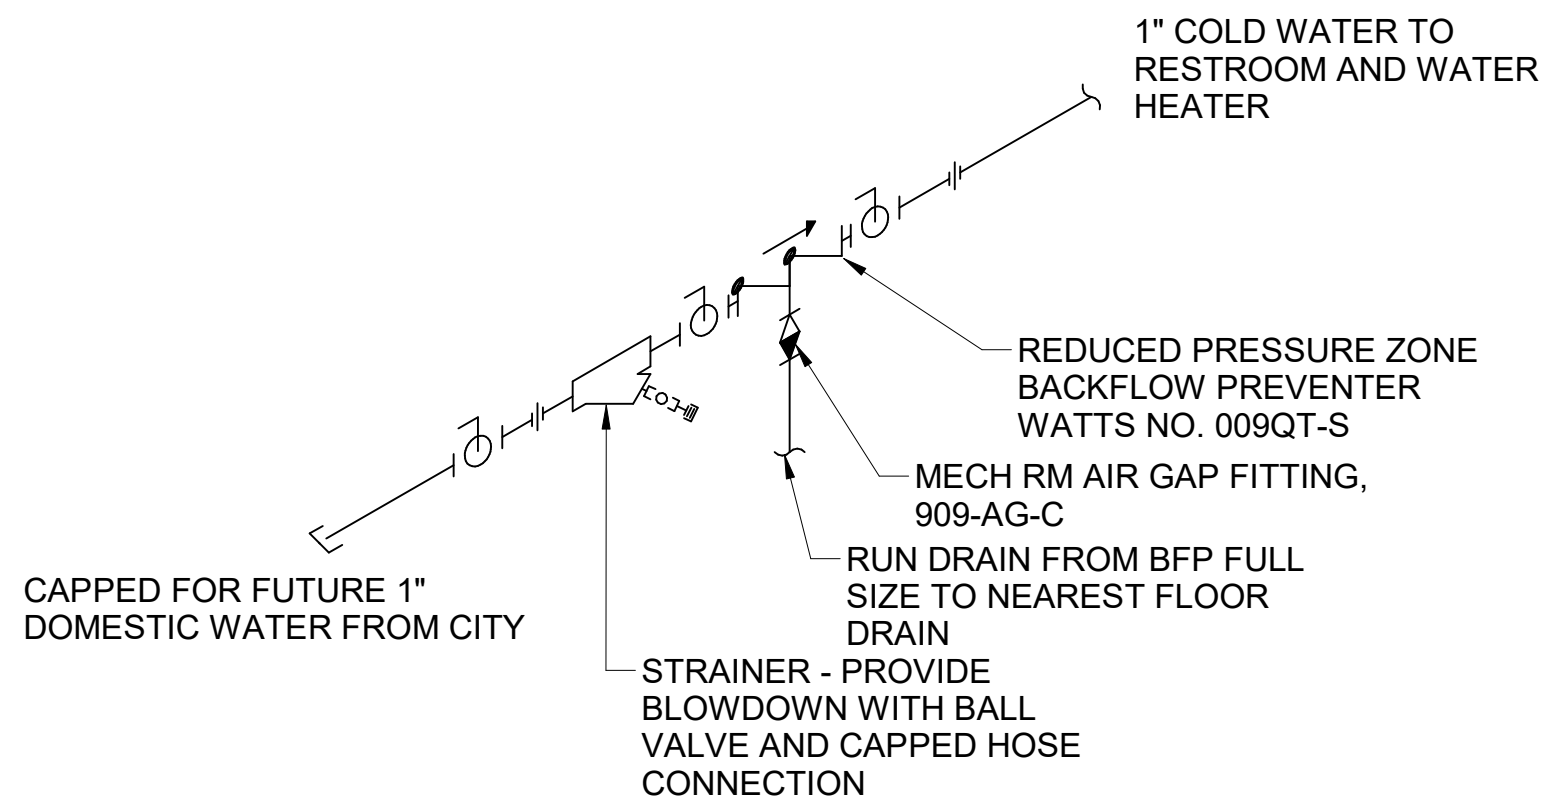 1" COLD WATER TO
RESTROOM AND WATER
HEATER
REDUCED PRESSURE ZONE
BACKFLOW PREVENTER
WATTS NO. 009QT-S
MECH RM AIR GAP FITTING,
909-AG-C
RUN DRAIN FROM BFP FULL
SIZE TO NEAREST FLOOR
DRAIN
CAPPED FOR FUTURE 1"
DOMESTIC WATER FROM CITY
STRAINER - PROVIDE
BLOWDOWN WITH BALL
VALVE AND CAPPED HOSE
CONNECTION